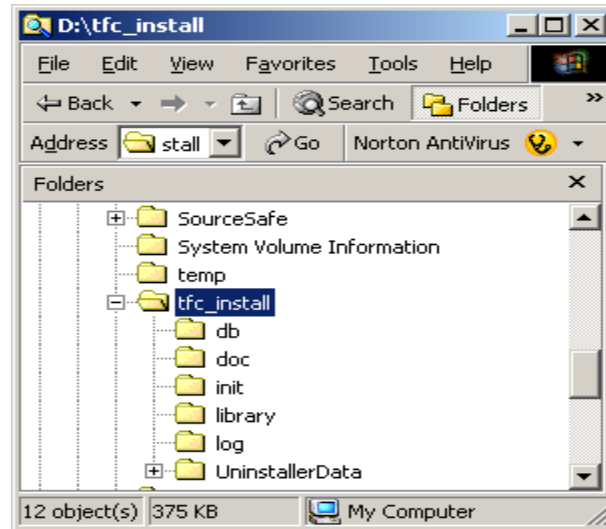 D:\tfc_install
File Edit View Favorites Tools Help
Back Search Folders »
Address stall Go Norton AntiVirus
Folders
SourceSafe
System Volume Information
temp
tfc_install
db
doc
init
library
log
UninstallerData
12 object(s) 375 KB My Computer